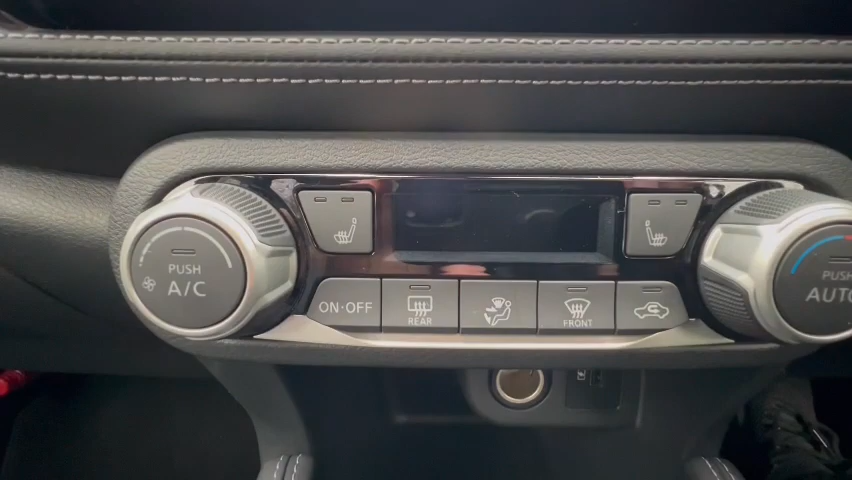 PUSH
A/C
ON·OFF
REAR
FRONT
PUSH
AUTO